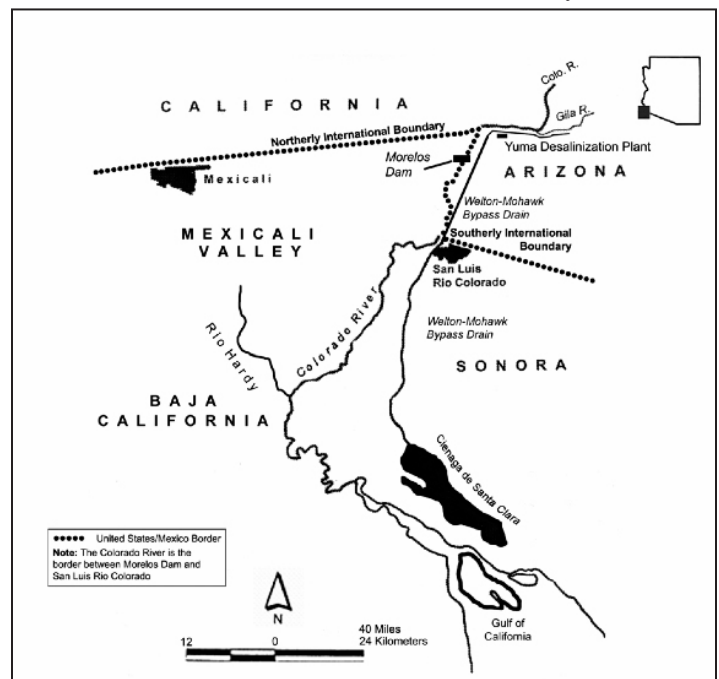 Colo. R.
CALIFORNIA
Gila R.
Northerly International Boundary
Yuma Desalinization Plant
Morelos
Dam
ARIZONA
Mexicali
Welton-Mohawk
Bypass Drain
MEXICALI
VALLEY
Southerly International
Boundary
San Luis
Rio Colorado
Colorado River
Rio Hardy
Welton-Mohawk
Bypass Drain
SONORA
BAJA
CALIFORNIA
Cienaga de Santa Clara
United States/Mexico Border
Note: The Colorado River is the
border between Morelos Dam and
San Luis Rio Colorado
N
Gulf of
California
40 Miles
12 0 24 Kilometers